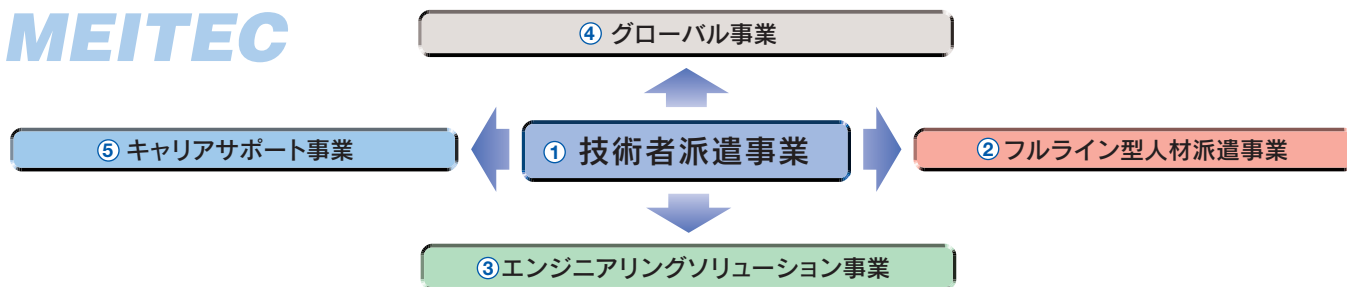 MEITEC
④ グローバル事業
⑤ キャリアサポート事業
① 技術者派遣事業
② フルライン型人材派遣事業
③ エンジニアリングソリューション事業